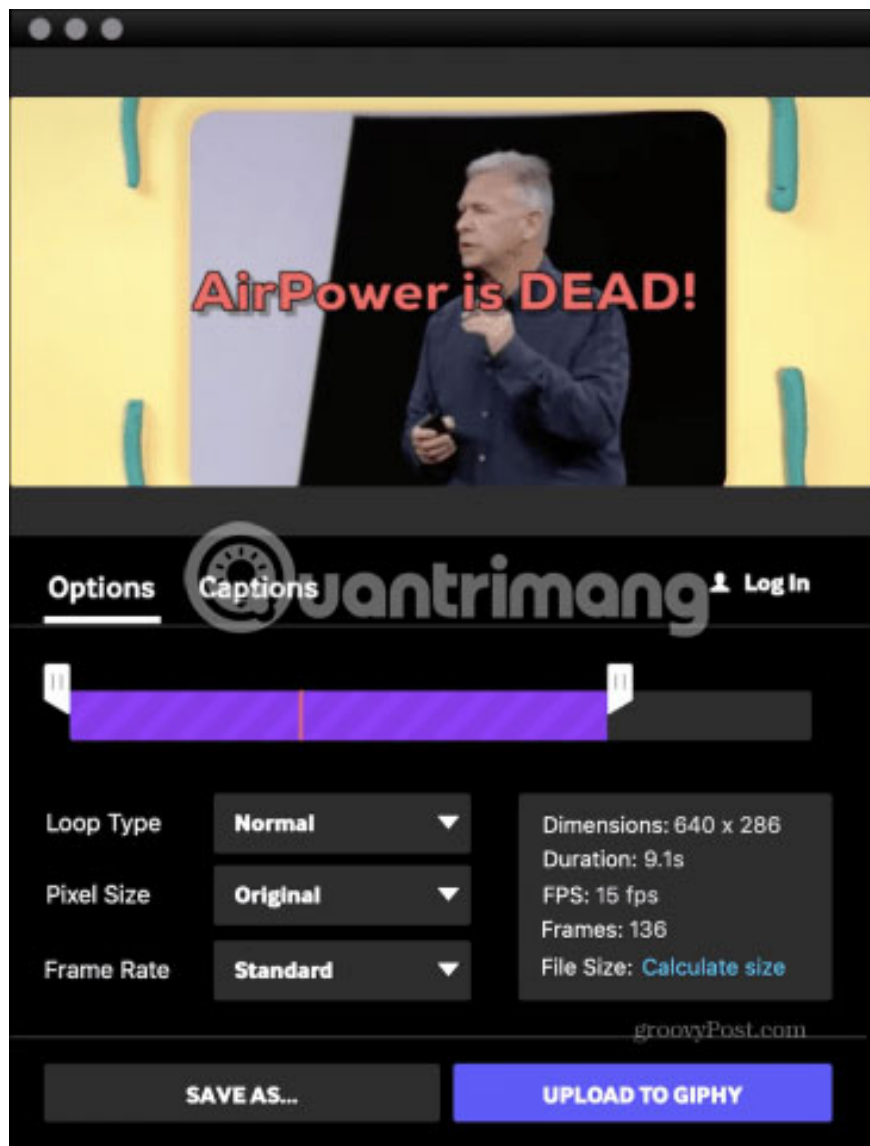 AirPower is DEAD!
Options
Captions
Log In
Quantrimang
Loop Type
Normal
Pixel Size
Original
Frame Rate
Standard
Dimensions: 640 x 286
Duration: 9.1s
FPS: 15 fps
Frames: 136
File Size: Calculate size
groovyPost.com
SAVE AS...
UPLOAD TO GIPHY